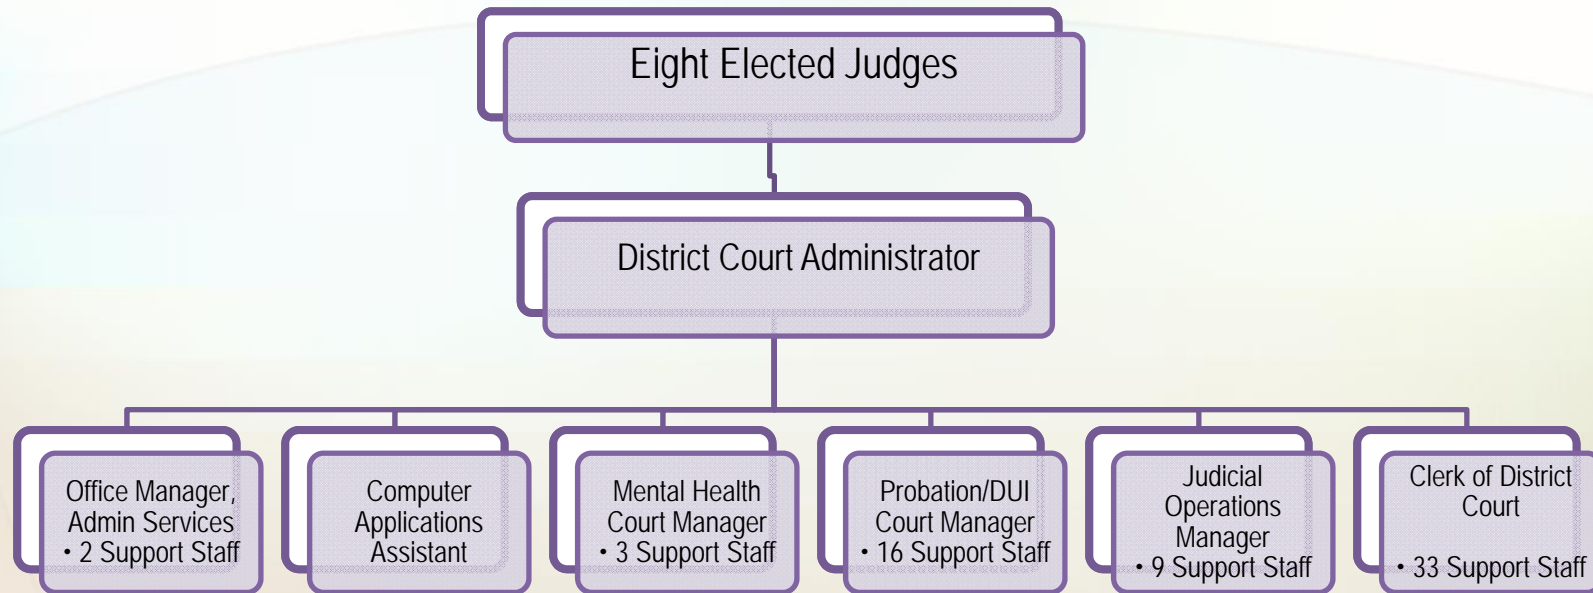 Eight Elected Judges
District Court Administrator
Office Manager,
Admin Services
• 2 Support Staff
Computer
Applications
Assistant
Mental Health
Court Manager
• 3 Support Staff
Probation/DUI
Court Manager
• 16 Support Staff
Judicial
Operations
Manager
• 9 Support Staff
Clerk of District
Court
• 33 Support Staff